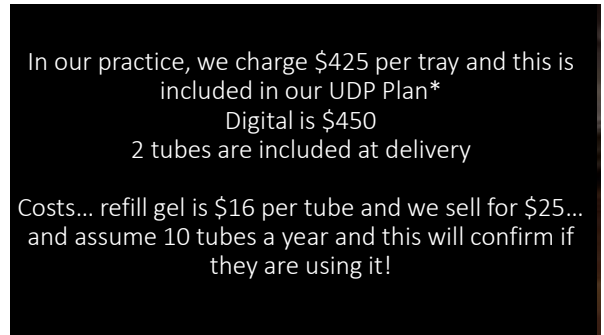 In our practice, we charge $425 per tray and this is
included in our UDP Plan*
Digital is $450
2 tubes are included at delivery
Costs... refill gel is $16 per tube and we sell for $25...
and assume 10 tubes a year and this will confirm if
they are using it!